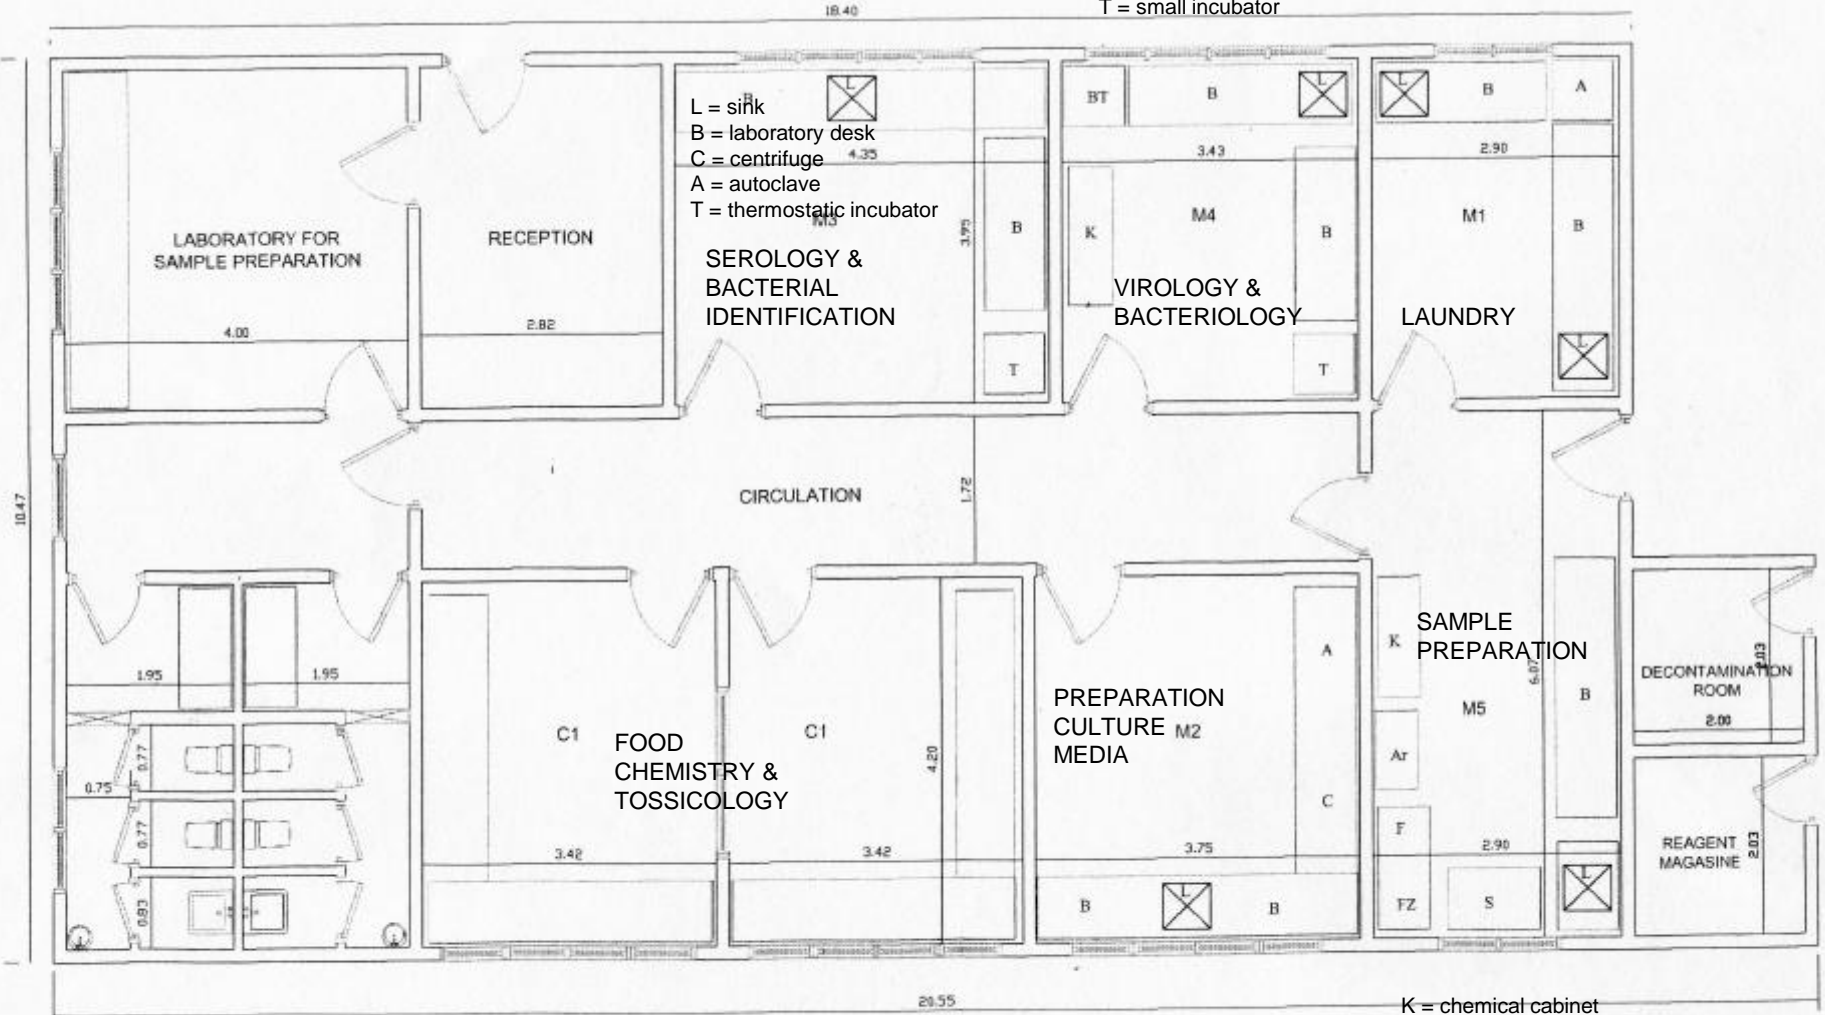 18.40
T = small incubator
L
B
L = sink
B = laboratory desk
C = centrifuge
A = autoclave
T = thermostatic incubator
4.35
M3
SEROLOGY &
BACTERIAL
IDENTIFICATION
3.95
B
T
BT
B
L
3.43
K
M4
B
VIROLOGY &
BACTERIOLOGY
T
L
B
A
2.90
M1
B
LAUNDRY
L
LABORATORY FOR
SAMPLE PREPARATION
4.00
RECEPTION
2.82
10.47
CIRCULATION
1.72
1.95
1.95
0.75
0.77
0.77
0.83
C1
FOOD
CHEMISTRY &
TOSSICOLOGY
C1
4.20
3.42
3.42
PREPARATION
CULTURE
MEDIA
M2
A
C
3.75
B
L
B
SAMPLE
PREPARATION
K
6.07
B
M5
Ar
F
2.90
FZ
S
L
DECONTAMINATION
ROOM
2.03
2.00
REAGENT
MAGASINE
2.03
20.55
K = chemical cabinet